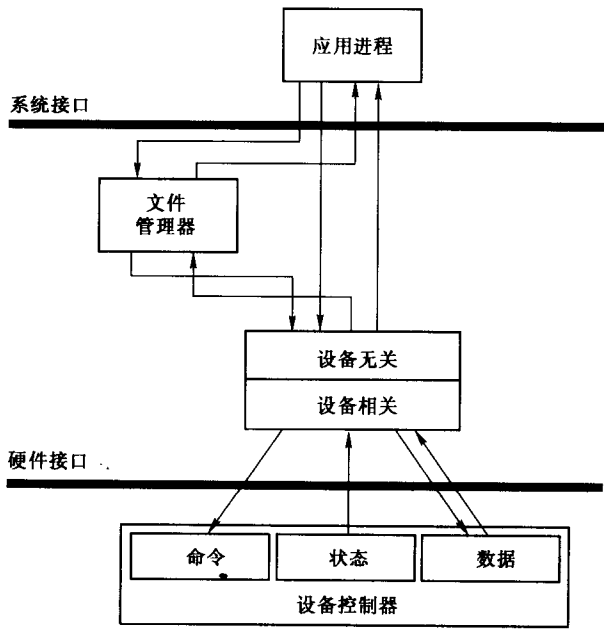 应用进程
系统接口
文件
管理器
设备无关
设备相关
硬件接口
命令
状态
数据
设备控制器